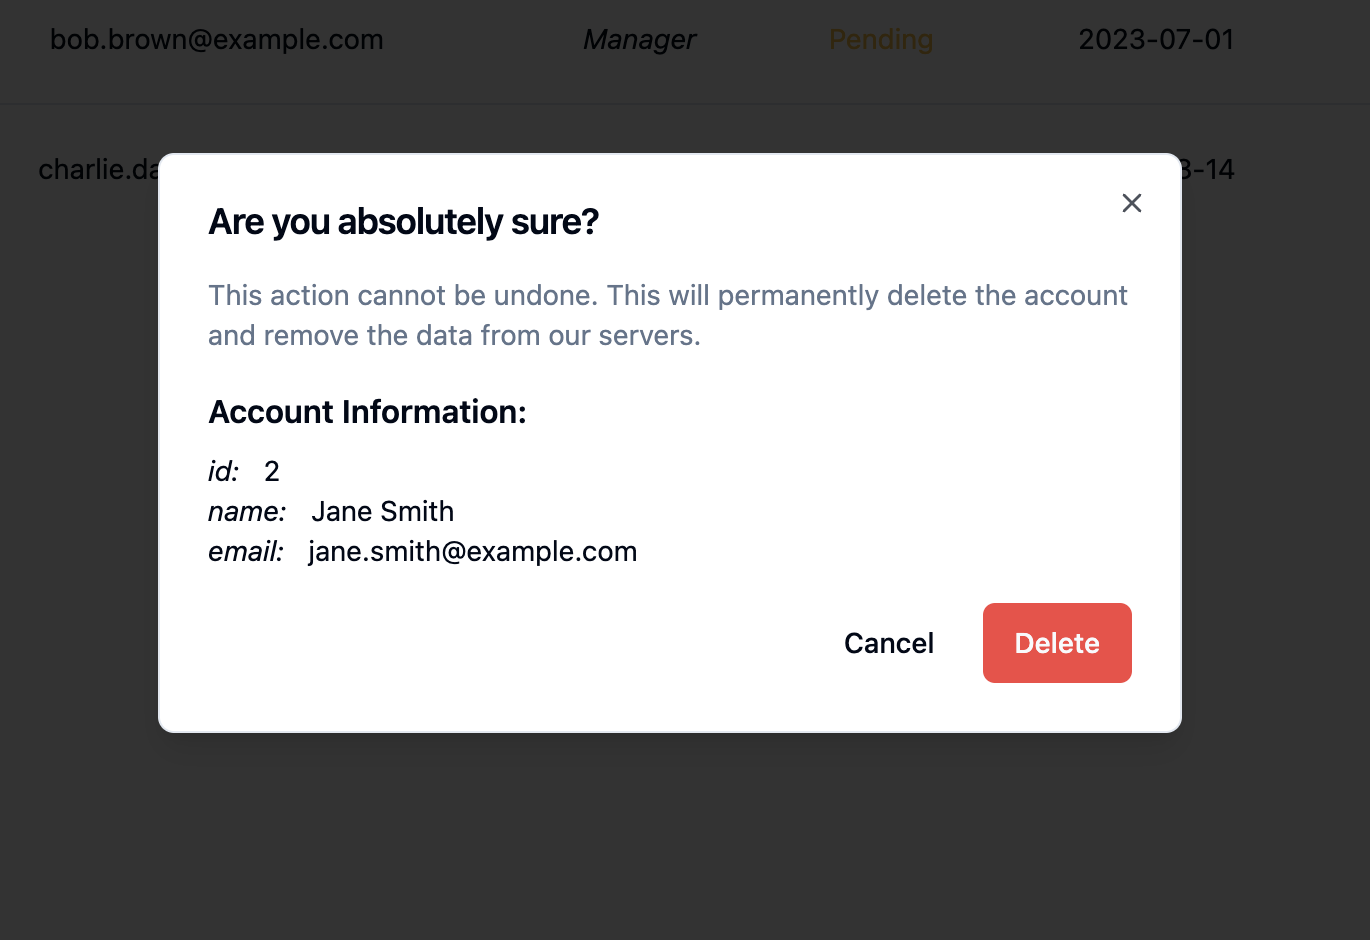 bob.brown@example.com Manager Pending 2023-07-01
charlie.da 3-14
Are you absolutely sure?
This action cannot be undone. This will permanently delete the account
and remove the data from our servers.
Account Information:
id: 2
name: Jane Smith
email: jane.smith@example.com
Cancel Delete